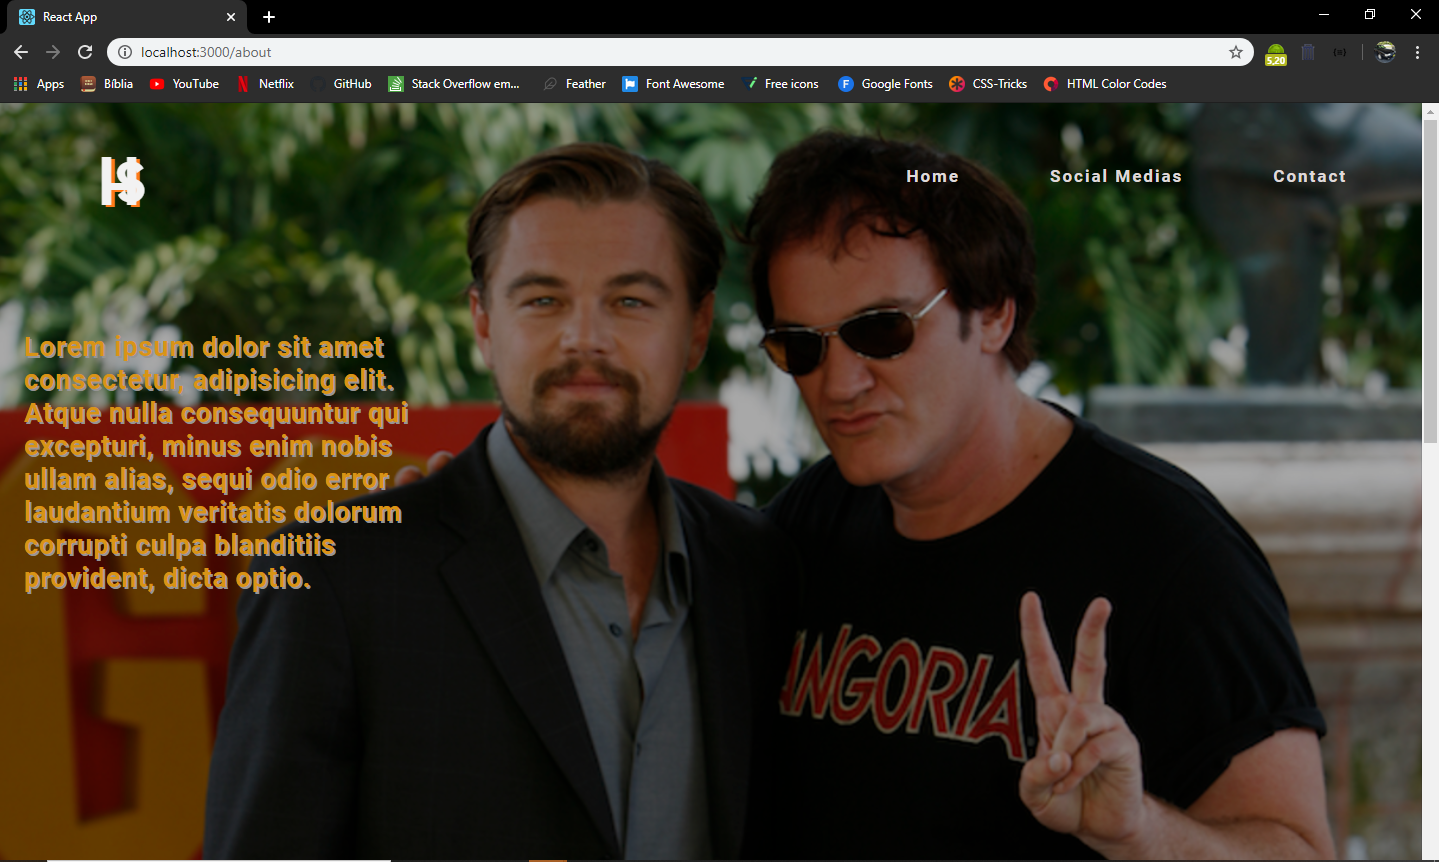 React App
localhost:3000/about
5,20
Apps Bíblia YouTube Netflix GitHub Stack Overflow em... Feather Font Awesome Free icons Google Fonts CSS-Tricks HTML Color Codes
HS
Home Social Medias Contact
Lorem ipsum dolor sit amet
consectetur, adipisicing elit.
Atque nulla consequuntur qui
excepturi, minus enim nobis
ullam alias, sequi odio error
laudantium veritatis dolorum
corrupti culpa blanditiis
provident, dicta optio.
ANGORIA